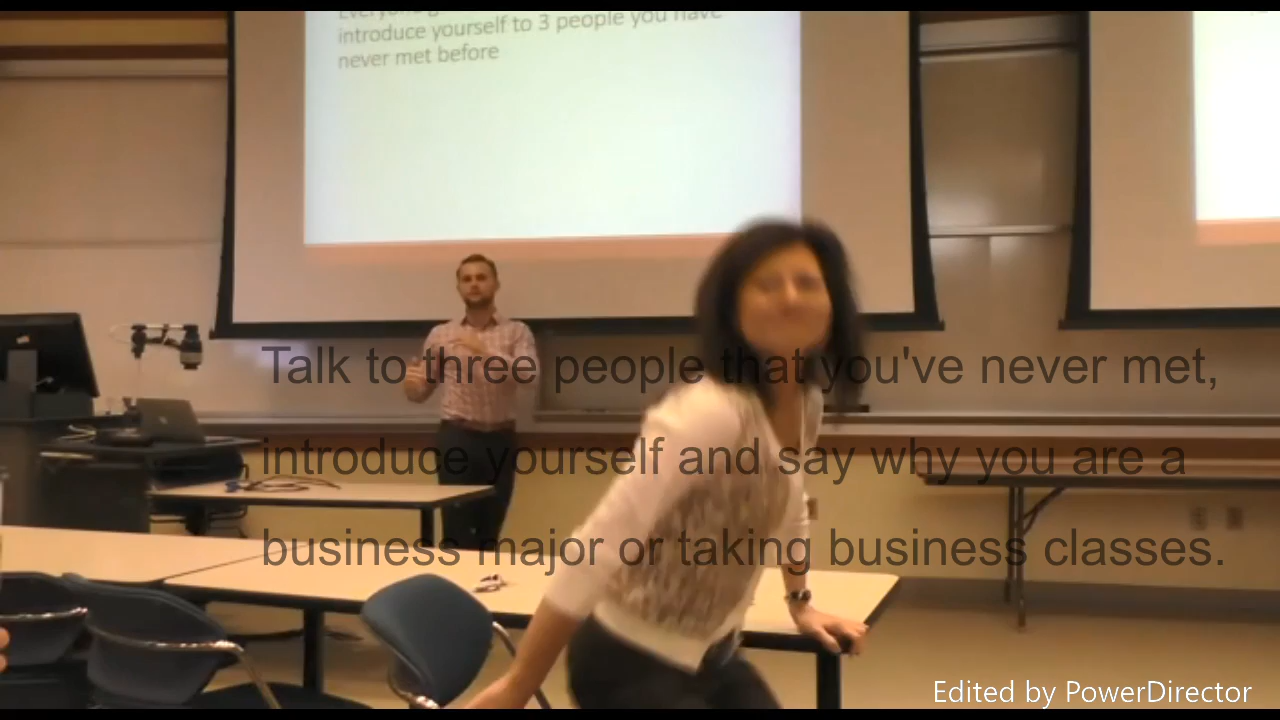 introduce yourself to 3 people you have
never met before
Talk to three people that you've never met,
introduce yourself and say why you are a
business major or taking business classes.
Edited by PowerDirector